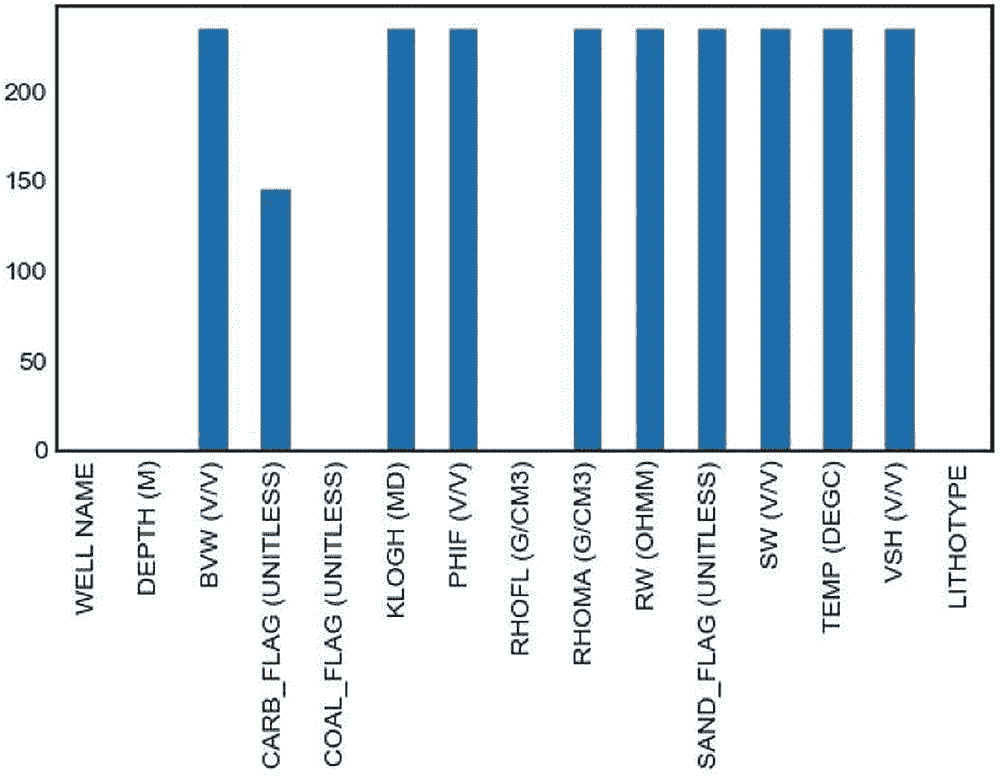 200
150
100
50
0
WELL NAME
DEPTH (M)
BVW (V/V)
CARB_FLAG (UNITLESS)
COAL_FLAG (UNITLESS)
KLOGH (MD)
PHIF (V/V)
RHOFL (G/CM3)
RHOMA (G/CM3)
RW (OHMM)
SAND_FLAG (UNITLESS)
SW (V/V)
TEMP (DEGC)
VSH (V/V)
LITHOTYPE